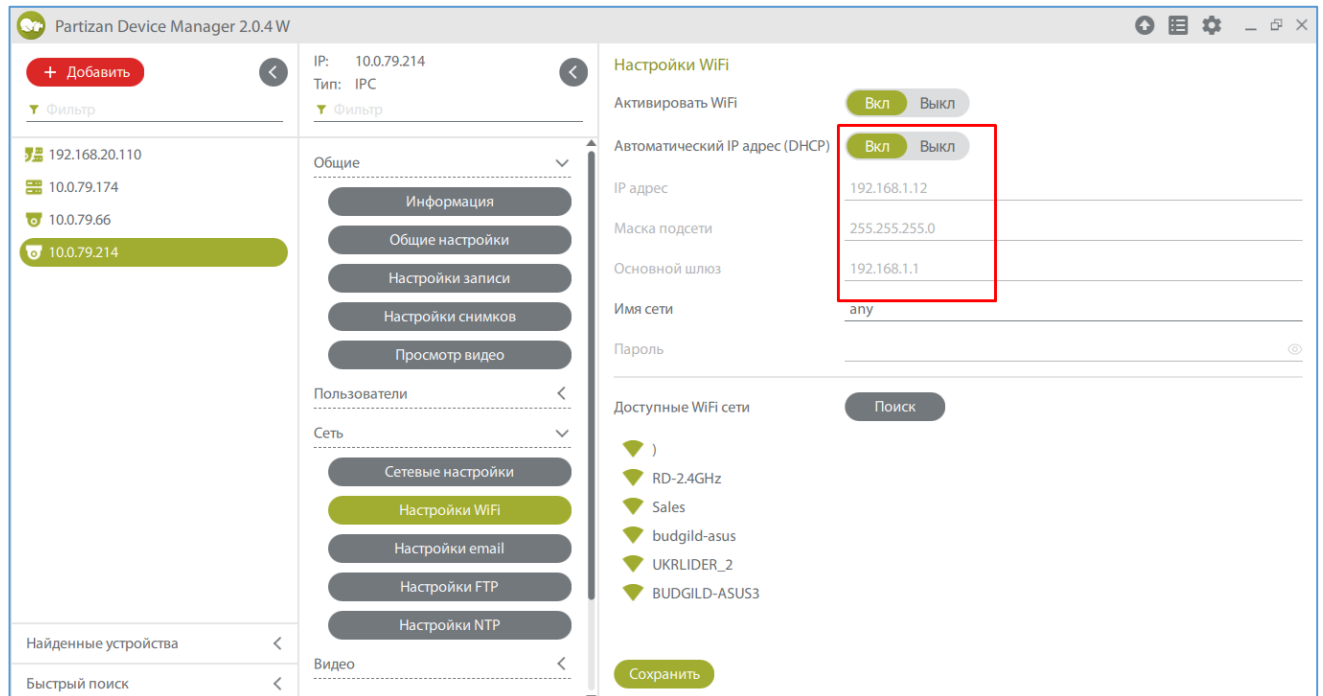 Partizan Device Manager 2.0.4 W
+ Добавить
Фильтр
192.168.20.110
10.0.79.174
10.0.79.66
10.0.79.214
Найденные устройства
Быстрый поиск
IP: 10.0.79.214
Тип: IPC
Фильтр
Общие
Информация
Общие настройки
Настройки записи
Настройки снимков
Просмотр видео
Пользователи
Сеть
Сетевые настройки
Настройки WiFi
Настройки email
Настройки FTP
Настройки NTP
Видео
Настройки WiFi
Активировать WiFi Вкл Выкл
Автоматический IP адрес (DHCP) Вкл Выкл
IP адрес 192.168.1.12
Маска подсети 255.255.255.0
Основной шлюз 192.168.1.1
Имя сети any
Пароль
Доступные WiFi сети Поиск
)
RD-2.4GHz
Sales
budgild-asus
UKRLIDER_2
BUDGILD-ASUS3
Сохранить